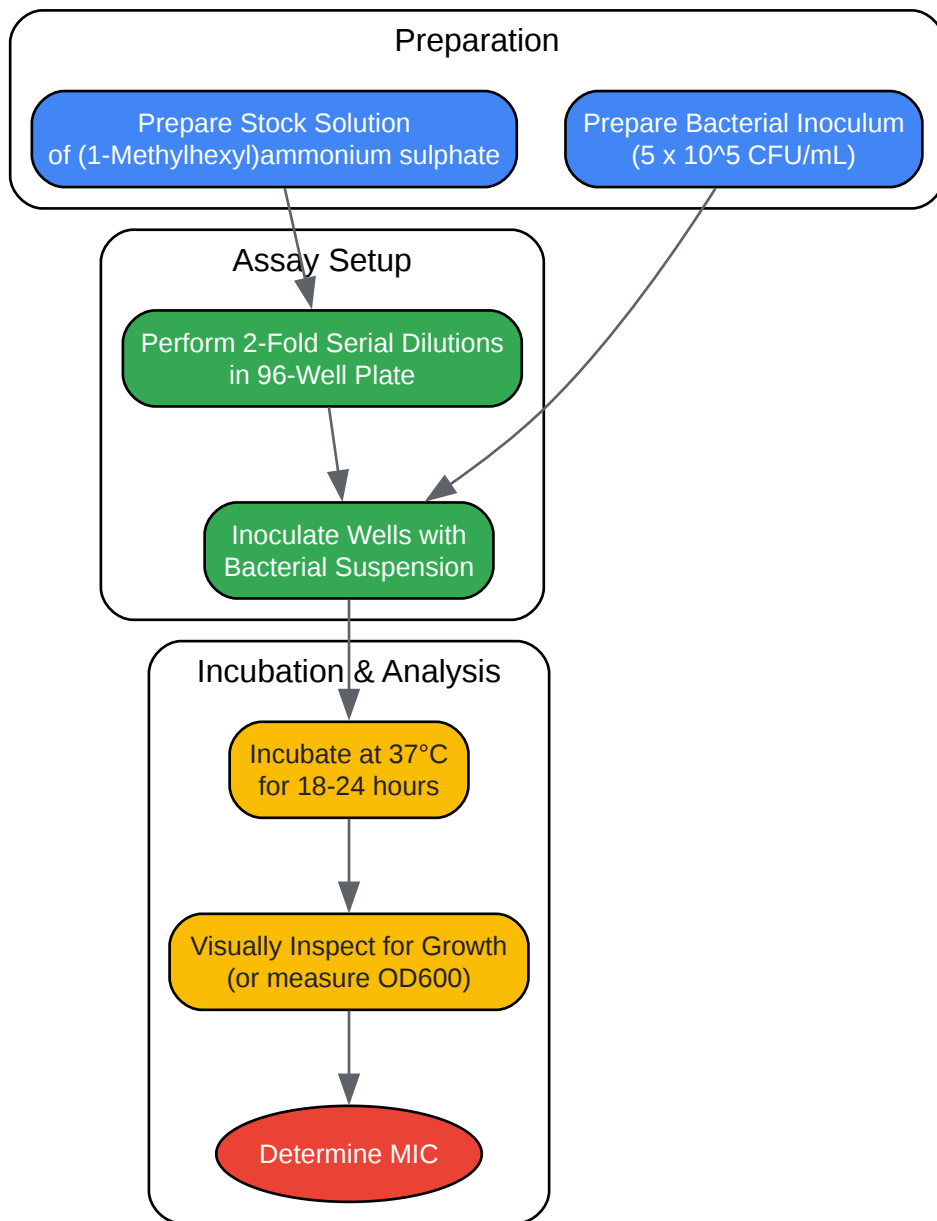 Preparation
Prepare Stock Solution
of (1-Methylhexyl)ammonium sulphate
Prepare Bacterial Inoculum
(5 x 10^5 CFU/mL)
Assay Setup
Perform 2-Fold Serial Dilutions
in 96-Well Plate
Inoculate Wells with
Bacterial Suspension
Incubation & Analysis
Incubate at 37°C
for 18-24 hours
Visually Inspect for Growth
(or measure OD600)
Determine MIC